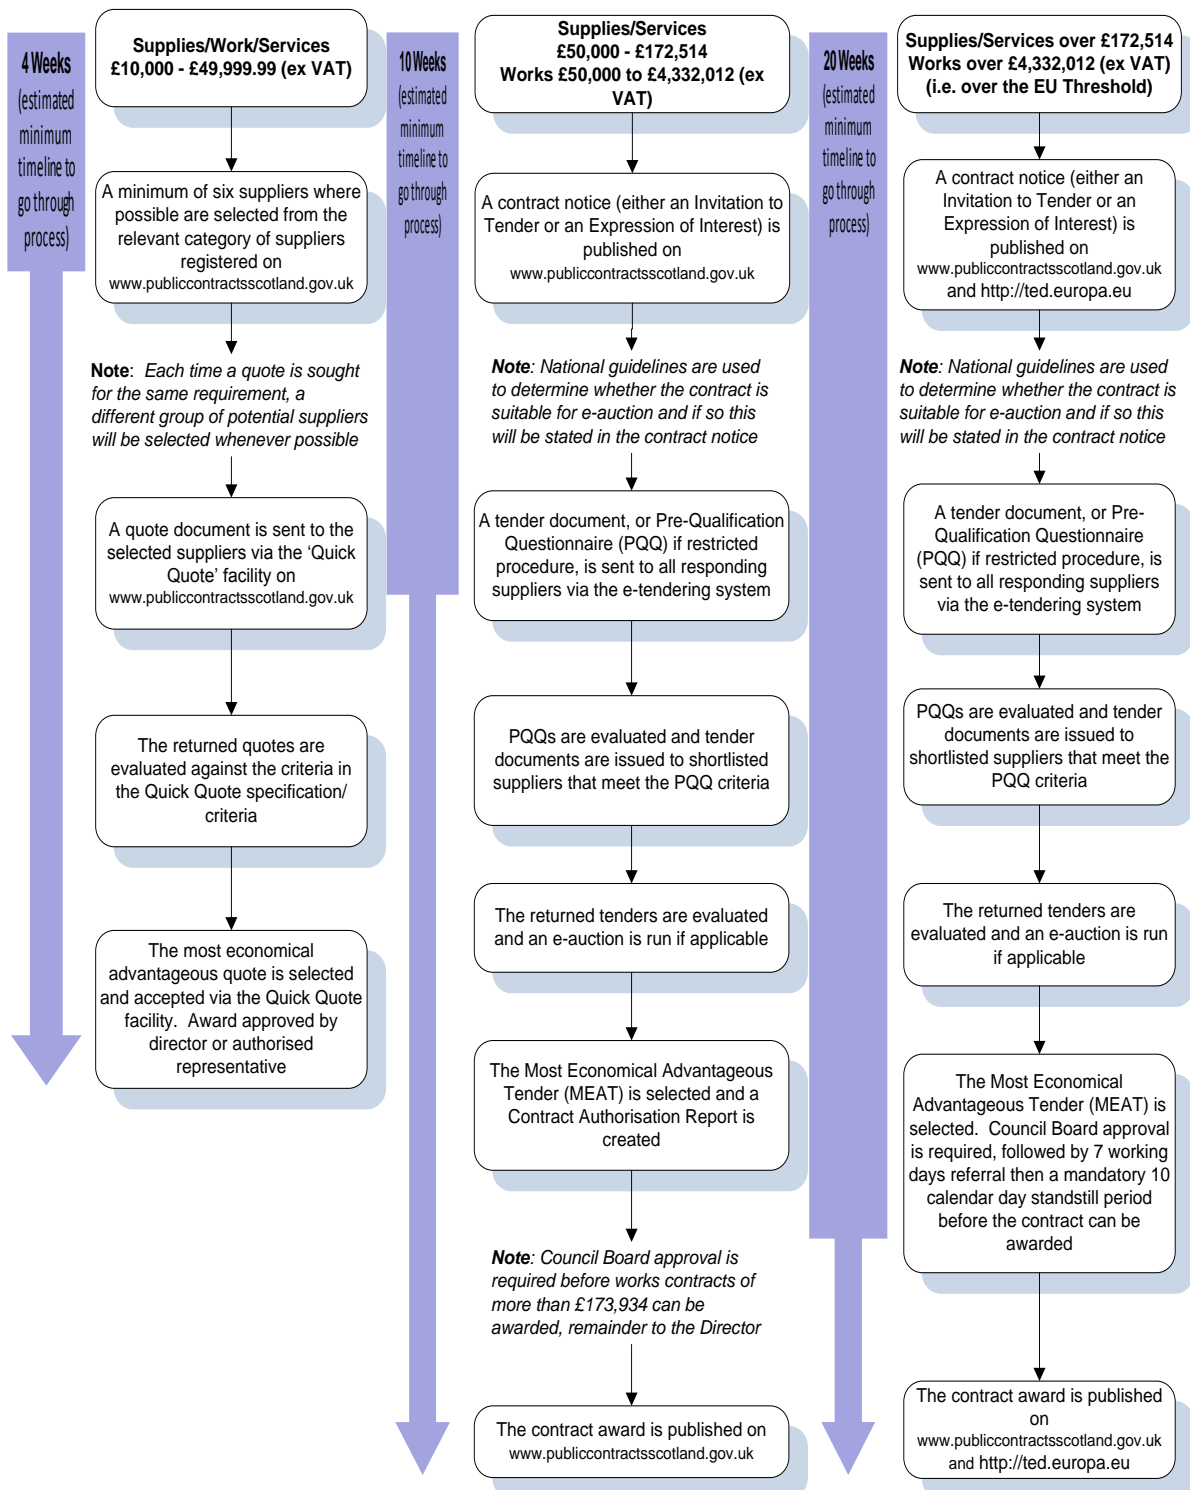 4 Weeks
(estimated
minimum
timeline to
go through
process)
Supplies/Work/Services
£10,000 - £49,999.99 (ex VAT)
A minimum of six suppliers where
possible are selected from the
relevant category of suppliers
registered on
www.publiccontractsscotland.gov.uk
Note: Each time a quote is sought
for the same requirement, a
different group of potential suppliers
will be selected whenever possible
A quote document is sent to the
selected suppliers via the ‘Quick
Quote’ facility on
www.publiccontractsscotland.gov.uk
The returned quotes are
evaluated against the criteria in
the Quick Quote specification/
criteria
The most economical
advantageous quote is selected
and accepted via the Quick Quote
facility. Award approved by
director or authorised
representative
10 Weeks
(estimated
minimum
timeline to
go through
process)
Supplies/Services
£50,000 - £172,514
Works £50,000 to £4,332,012 (ex
VAT)
A contract notice (either an Invitation to
Tender or an Expression of Interest) is
published on
www.publiccontractsscotland.gov.uk
Note: National guidelines are used
to determine whether the contract is
suitable for e-auction and if so this
will be stated in the contract notice
A tender document, or Pre-Qualification
Questionnaire (PQQ) if restricted
procedure, is sent to all responding
suppliers via the e-tendering system
PQQs are evaluated and tender
documents are issued to shortlisted
suppliers that meet the PQQ criteria
The returned tenders are evaluated
and an e-auction is run if applicable
The Most Economical Advantageous
Tender (MEAT) is selected and a
Contract Authorisation Report is
created
Note: Council Board approval is
required before works contracts of
more than £173,934 can be
awarded, remainder to the Director
The contract award is published on
www.publiccontractsscotland.gov.uk
20 Weeks
(estimated
minimum
timeline to
go through
process)
Supplies/Services over £172,514
Works over £4,332,012 (ex VAT)
(i.e. over the EU Threshold)
A contract notice (either an
Invitation to Tender or an
Expression of Interest) is
published on
www.publiccontractsscotland.gov.uk
and http://ted.europa.eu
Note: National guidelines are used
to determine whether the contract is
suitable for e-auction and if so this
will be stated in the contract notice
A tender document, or Pre-
Qualification Questionnaire
(PQQ) if restricted procedure, is
sent to all responding suppliers
via the e-tendering system
PQQs are evaluated and tender
documents are issued to
shortlisted suppliers that meet the
PQQ criteria
The returned tenders are
evaluated and an e-auction is run
if applicable
The Most Economical
Advantageous Tender (MEAT) is
selected. Council Board approval
is required, followed by 7 working
days referral then a mandatory 10
calendar day standstill period
before the contract can be
awarded
The contract award is published
on
www.publiccontractsscotland.gov.uk
and http://ted.europa.eu